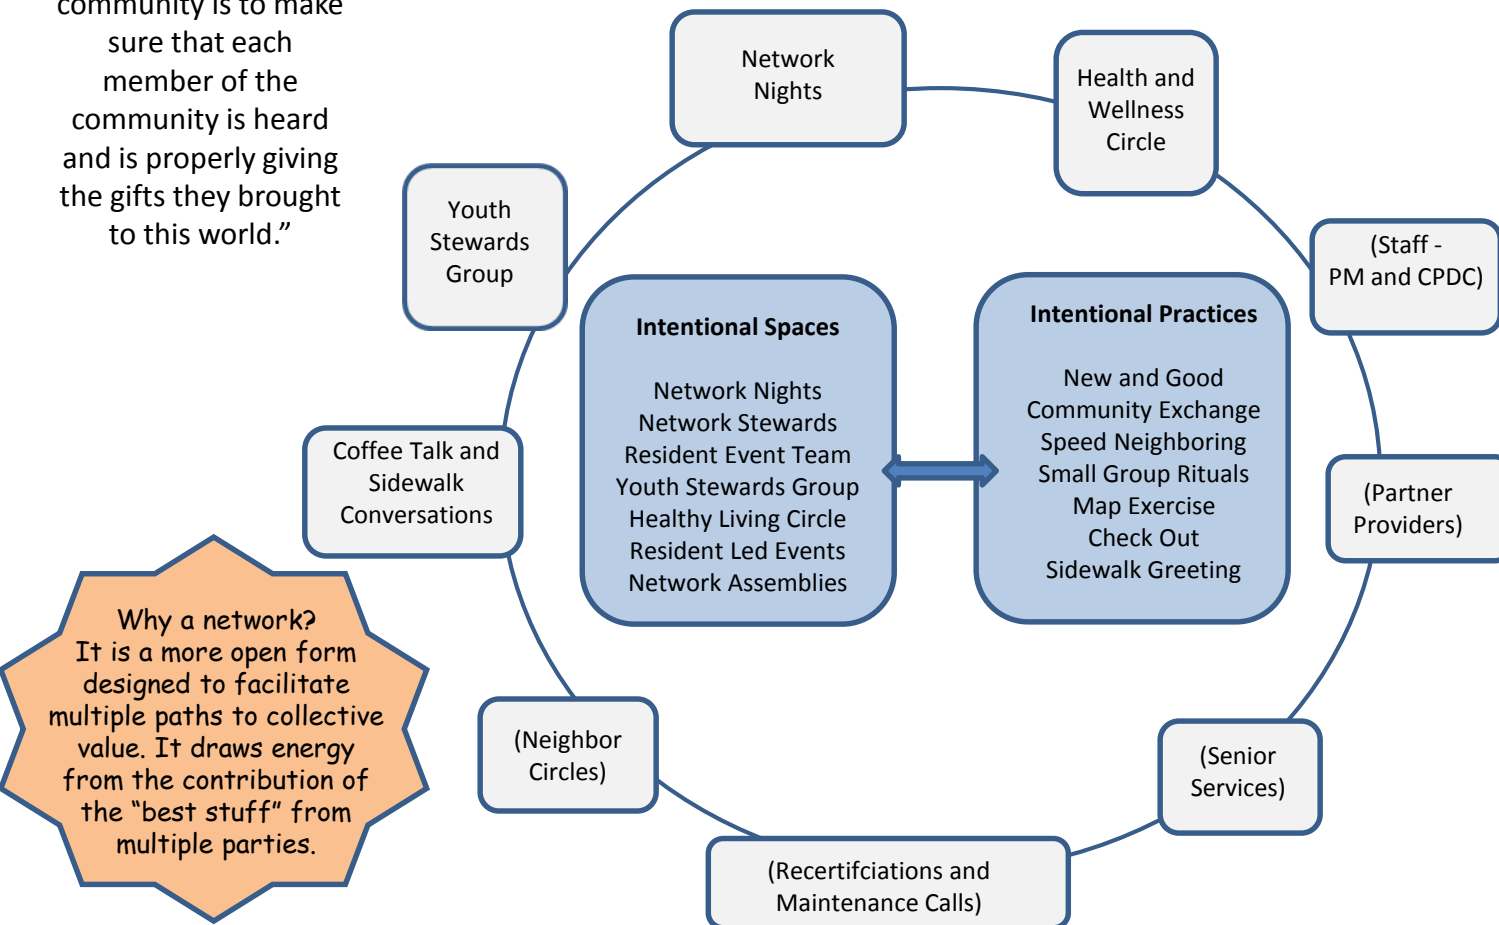 community is to make
sure that each
member of the
community is heard
and is properly giving
the gifts they brought
to this world.”
Network
Nights
Health and
Wellness
Circle
Youth
Stewards
Group
(Staff -
PM and CPDC)
Intentional Spaces
Network Nights
Network Stewards
Resident Event Team
Youth Stewards Group
Healthy Living Circle
Resident Led Events
Network Assemblies
Intentional Practices
New and Good
Community Exchange
Speed Neighboring
Small Group Rituals
Map Exercise
Check Out
Sidewalk Greeting
Coffee Talk and
Sidewalk
Conversations
(Partner
Providers)
Why a network?
It is a more open form
designed to facilitate
multiple paths to collective
value. It draws energy
from the contribution of
the “best stuff” from
multiple parties.
(Neighbor
Circles)
(Senior
Services)
(Recertifciations and
Maintenance Calls)